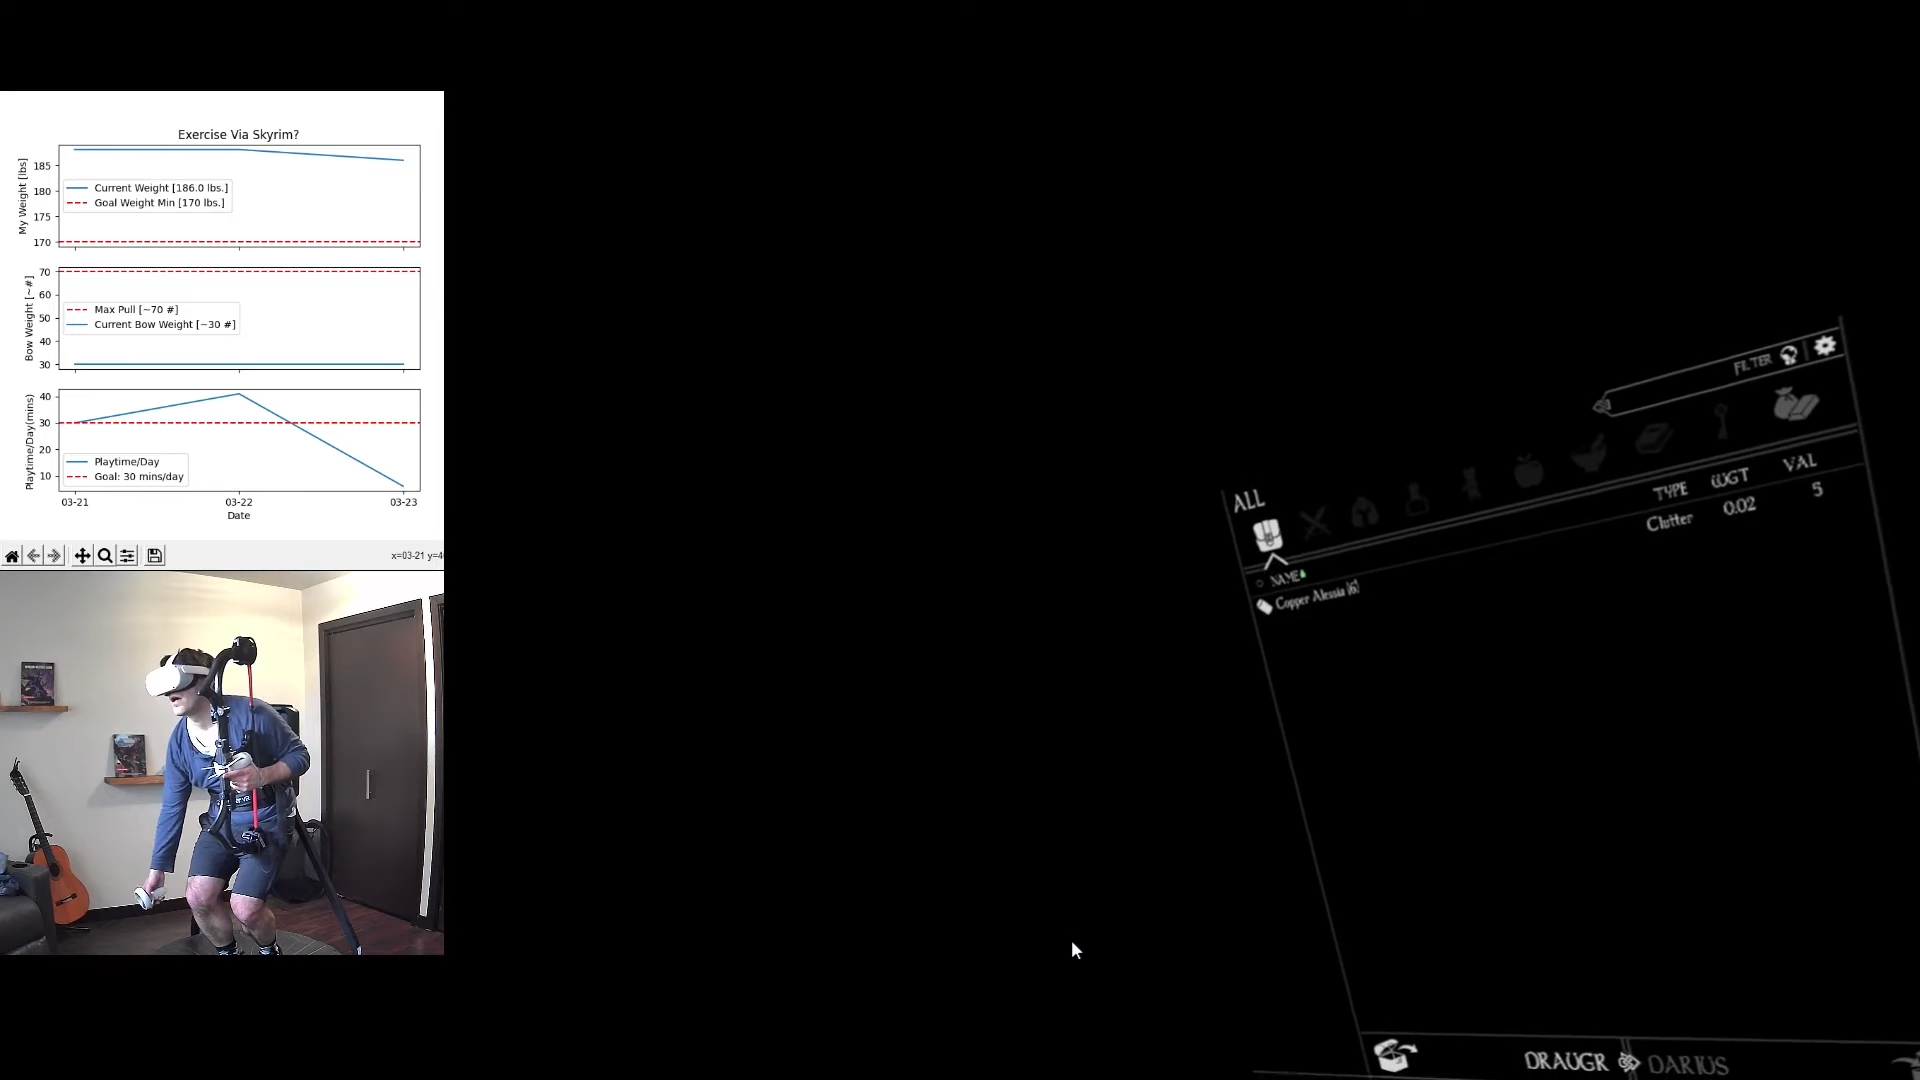 Exercise Via Skyrim?
My Weight [lbs]
185
180
175
170
Current Weight [186.0 lbs.]
Goal Weight Min [170 lbs.]
Bow Weight [~#]
70
60
50
40
30
Max Pull [~70 #]
Current Bow Weight [~30 #]
Playtime/Day(mins)
40
30
20
10
Playtime/Day
Goal: 30 mins/day
03-21 03-22 03-23
Date
x=03-21 y=4
FILTER
ALL
TYPE WGT VAL
Clutter 0.02 5
NAME
Copper Alessia (6)
DRAUGR DARIUS